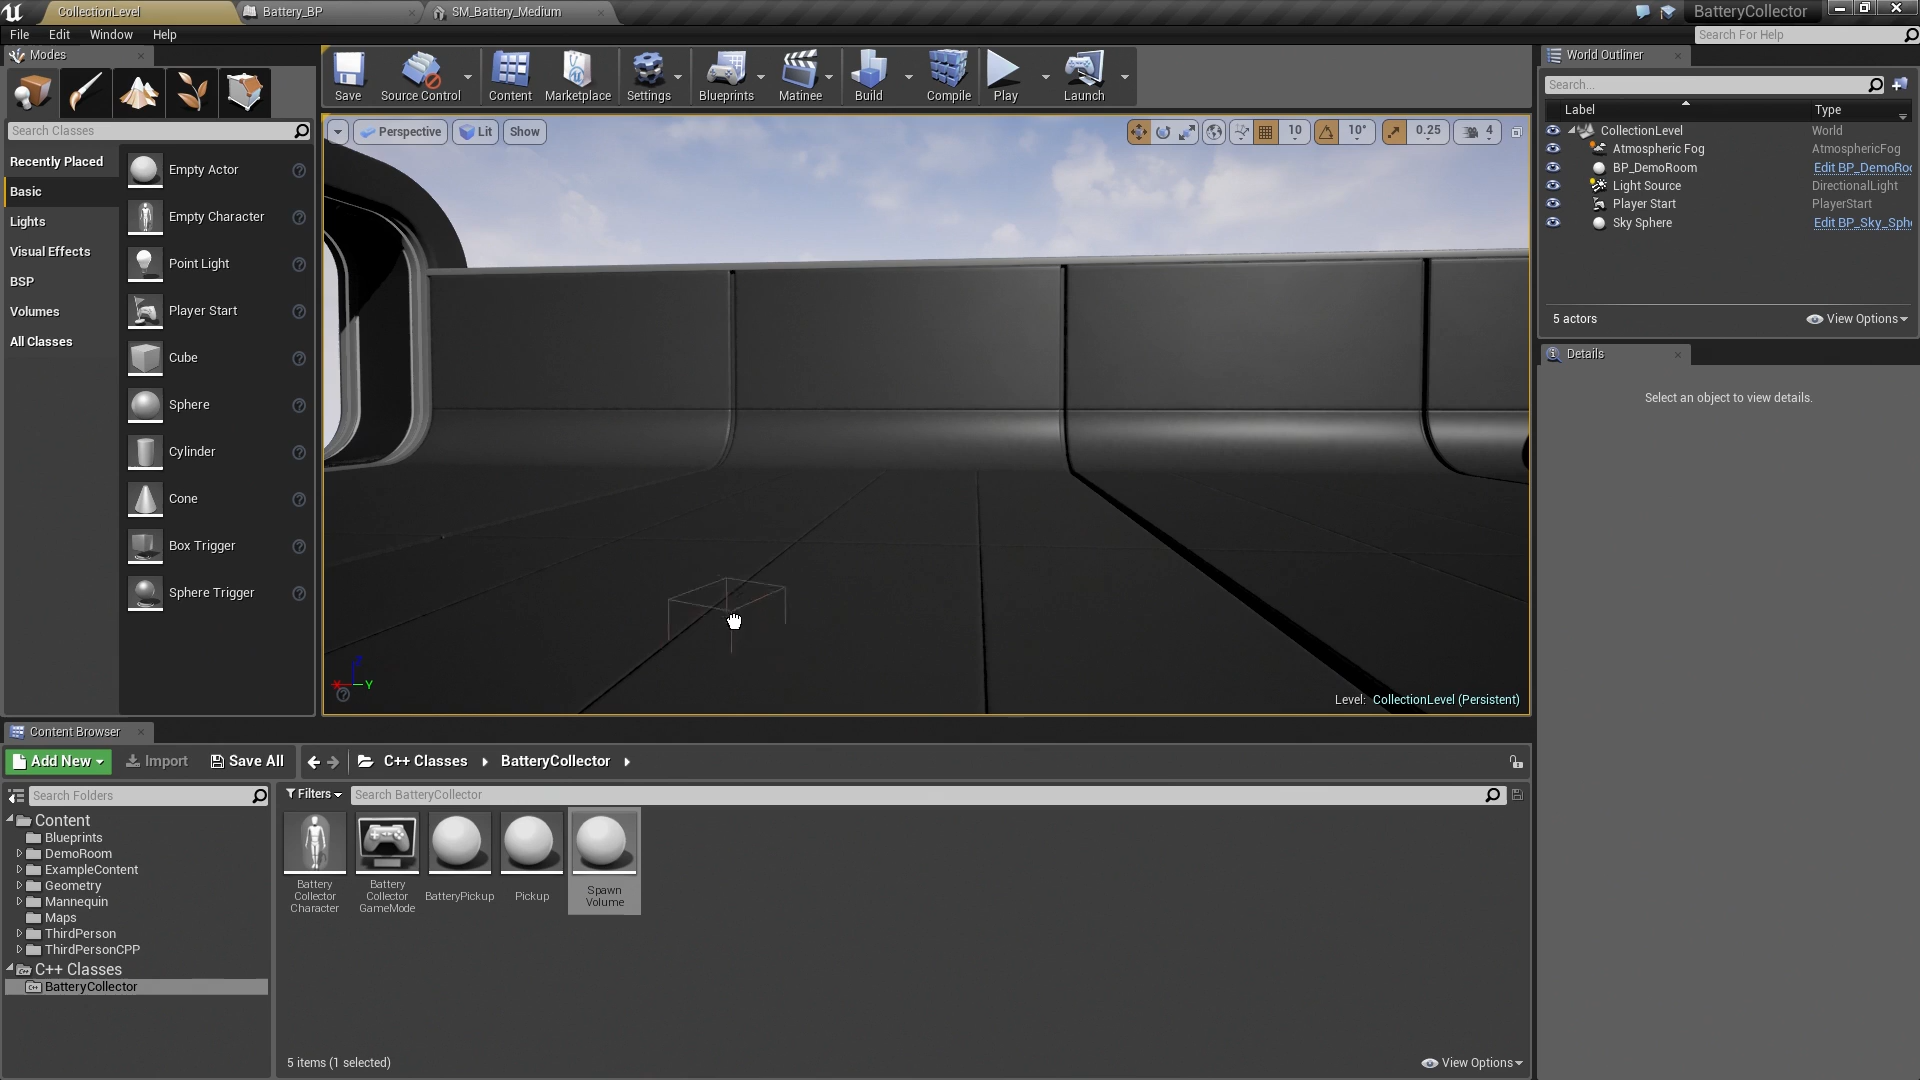 CollectionLevel
Battery_BP
SM_Battery_Medium
BatteryCollector
File Edit Window Help
Search For Help
Modes
Search Classes
Recently Placed
Basic
Lights
Visual Effects
BSP
Volumes
All Classes
Empty Actor
Empty Character
Point Light
Player Start
Cube
Sphere
Cylinder
Cone
Box Trigger
Sphere Trigger
Save
Source Control
Content
Marketplace
Settings
Blueprints
Matinee
Build
Compile
Play
Launch
Perspective
Lit
Show
10
10°
0.25
4
X
Y
Level: CollectionLevel (Persistent)
World Outliner
Search...
Label Type
CollectionLevel World
Atmospheric Fog AtmosphericFog
BP_DemoRoom Edit BP_DemoRoo
Light Source DirectionalLight
Player Start PlayerStart
Sky Sphere Edit BP_Sky_Sph
5 actors
View Options
Details
Select an object to view details.
Content Browser
Add New
Import
Save All
C++ Classes
BatteryCollector
Search Folders
Content
Blueprints
DemoRoom
ExampleContent
Geometry
Mannequin
Maps
ThirdPerson
ThirdPersonCPP
C++ Classes
BatteryCollector
Filters
Search BatteryCollector
Battery
Collector
Character
Battery
Collector
GameMode
BatteryPickup
Pickup
Spawn
Volume
5 items (1 selected)
View Options